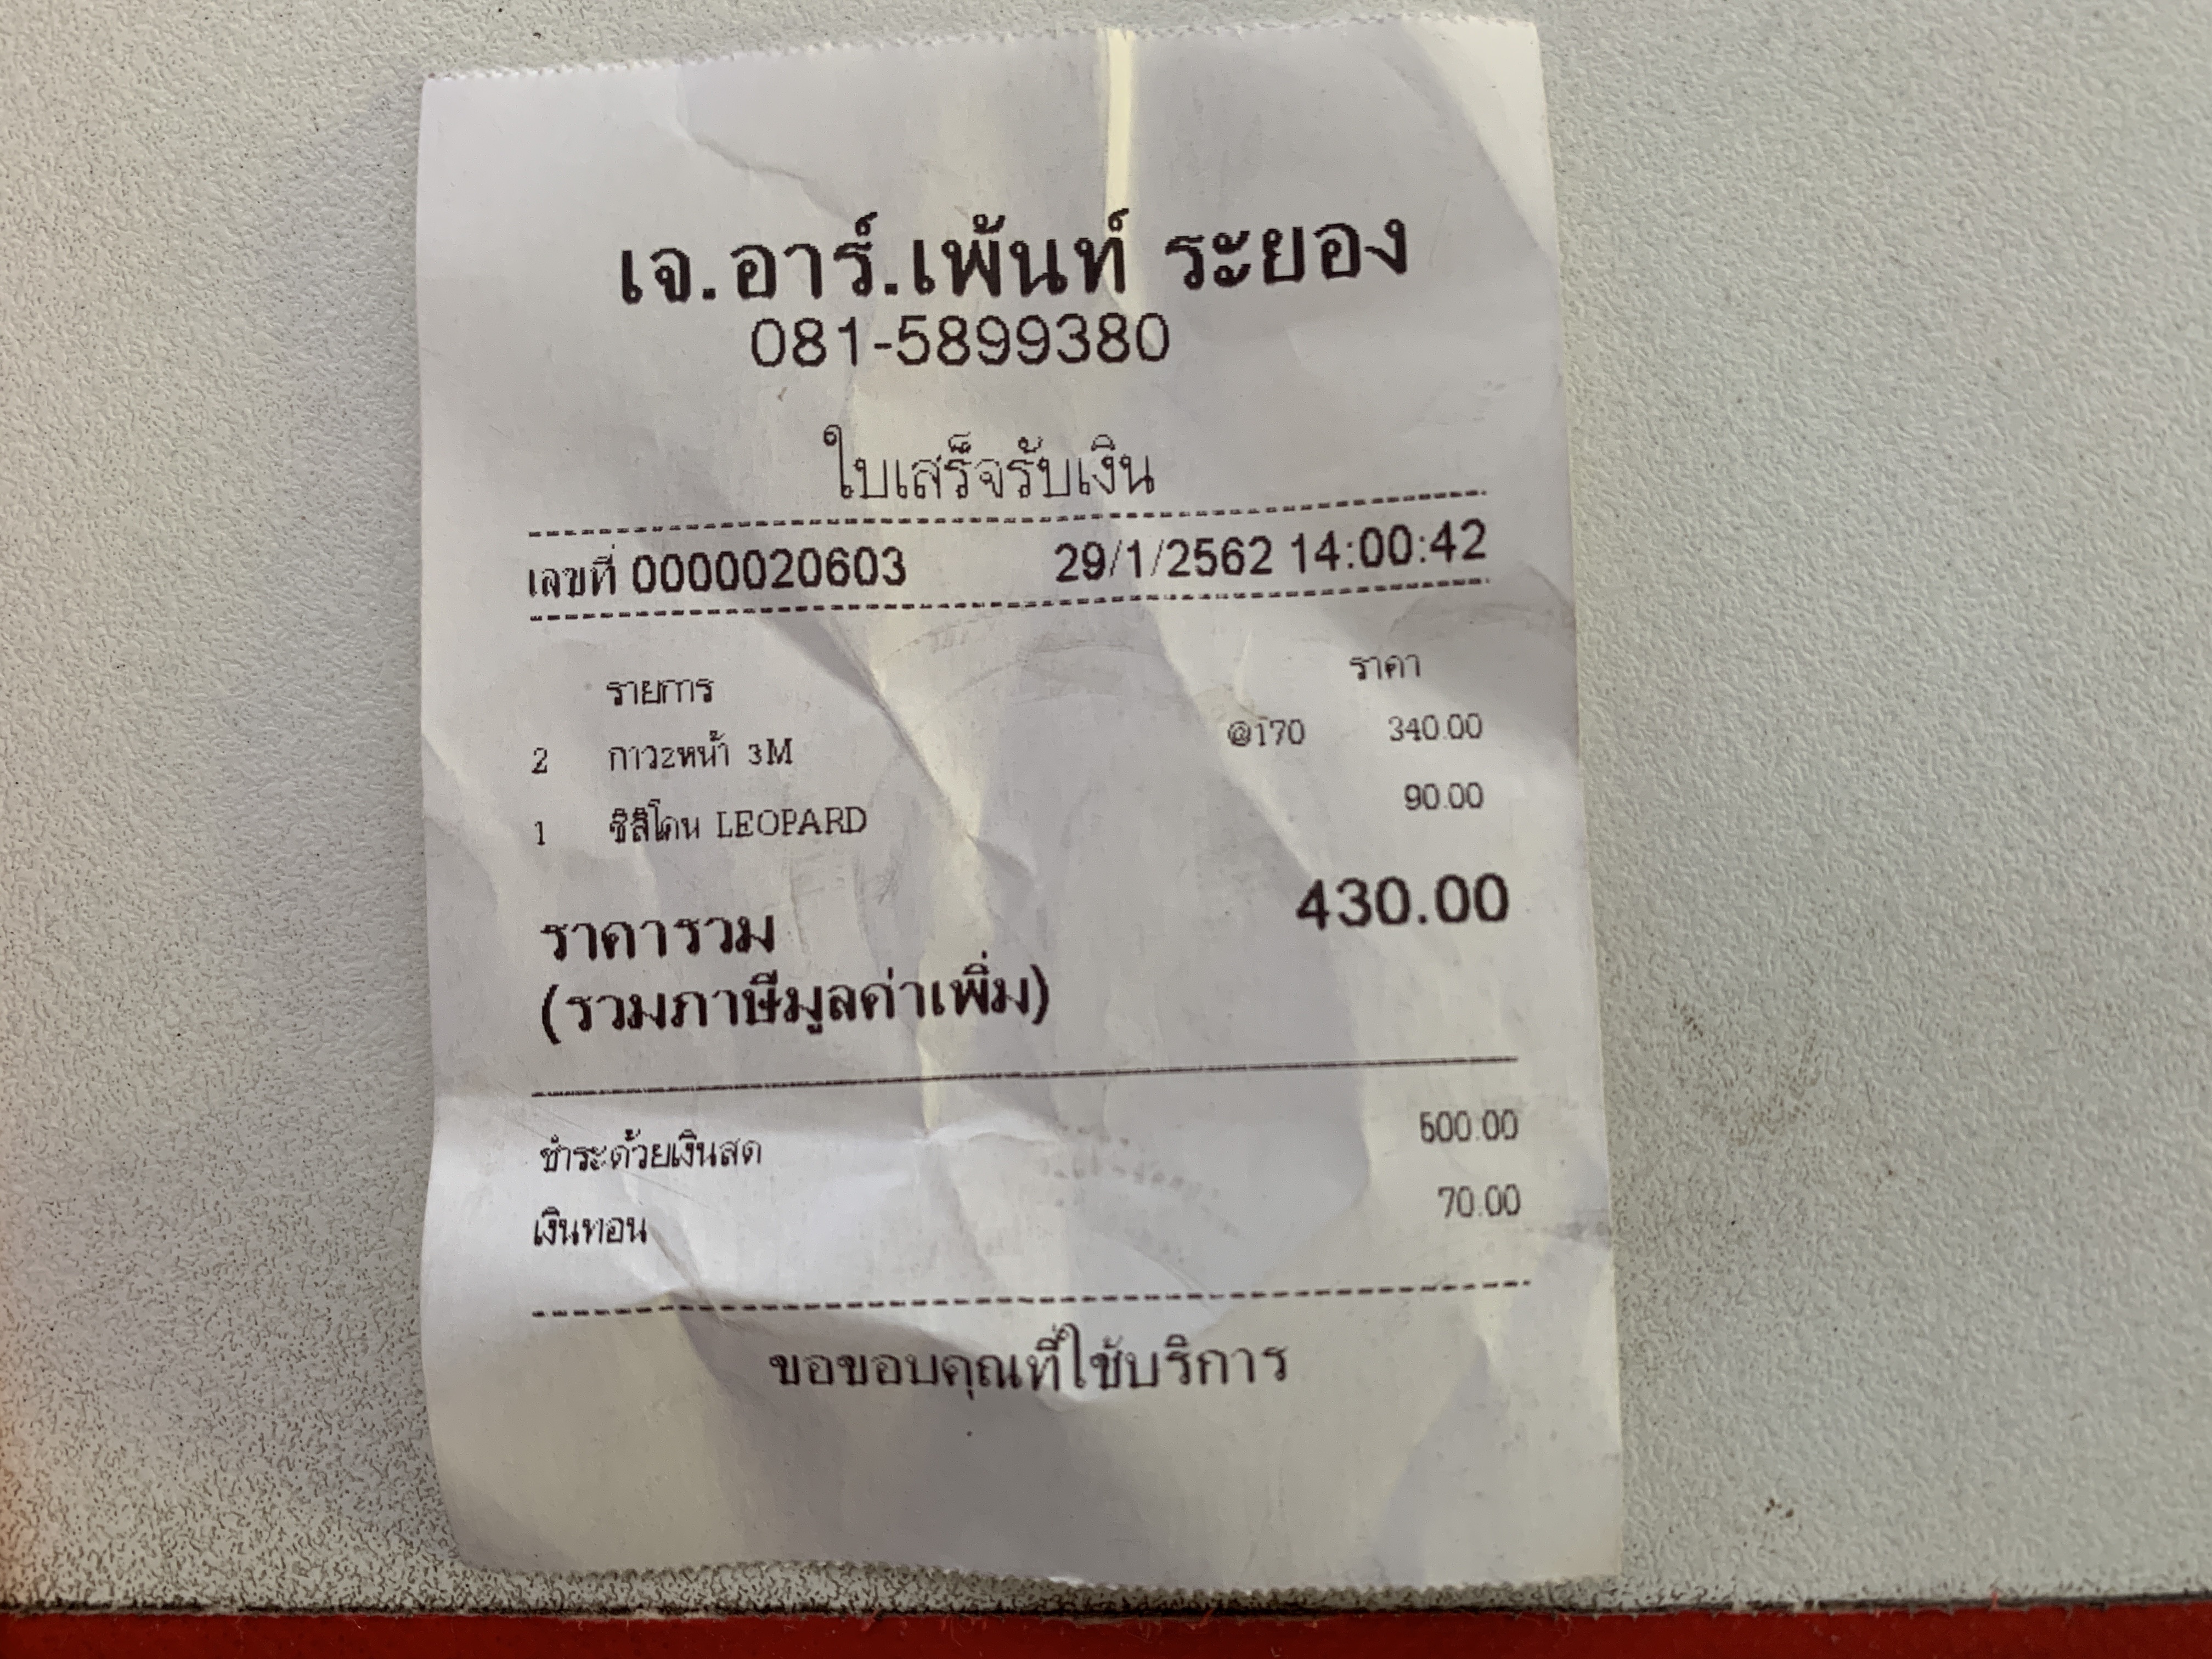 เจ.อาร์.เพ้นท์ ระยอง
081-5899380
ใบเสร็จรับเงิน
เลขที่ 0000020603 29/1/2562 14:00:42
รายการ ราคา
2 กาว2หน้า 3M @170 340.00
1 ซิลิโคน LEOPARD 90.00
ราคารวม 430.00
(รวมภาษีมูลค่าเพิ่ม)
ชำระด้วยเงินสด 500.00
เงินทอน 70.00
ขอขอบคุณที่ใช้บริการ